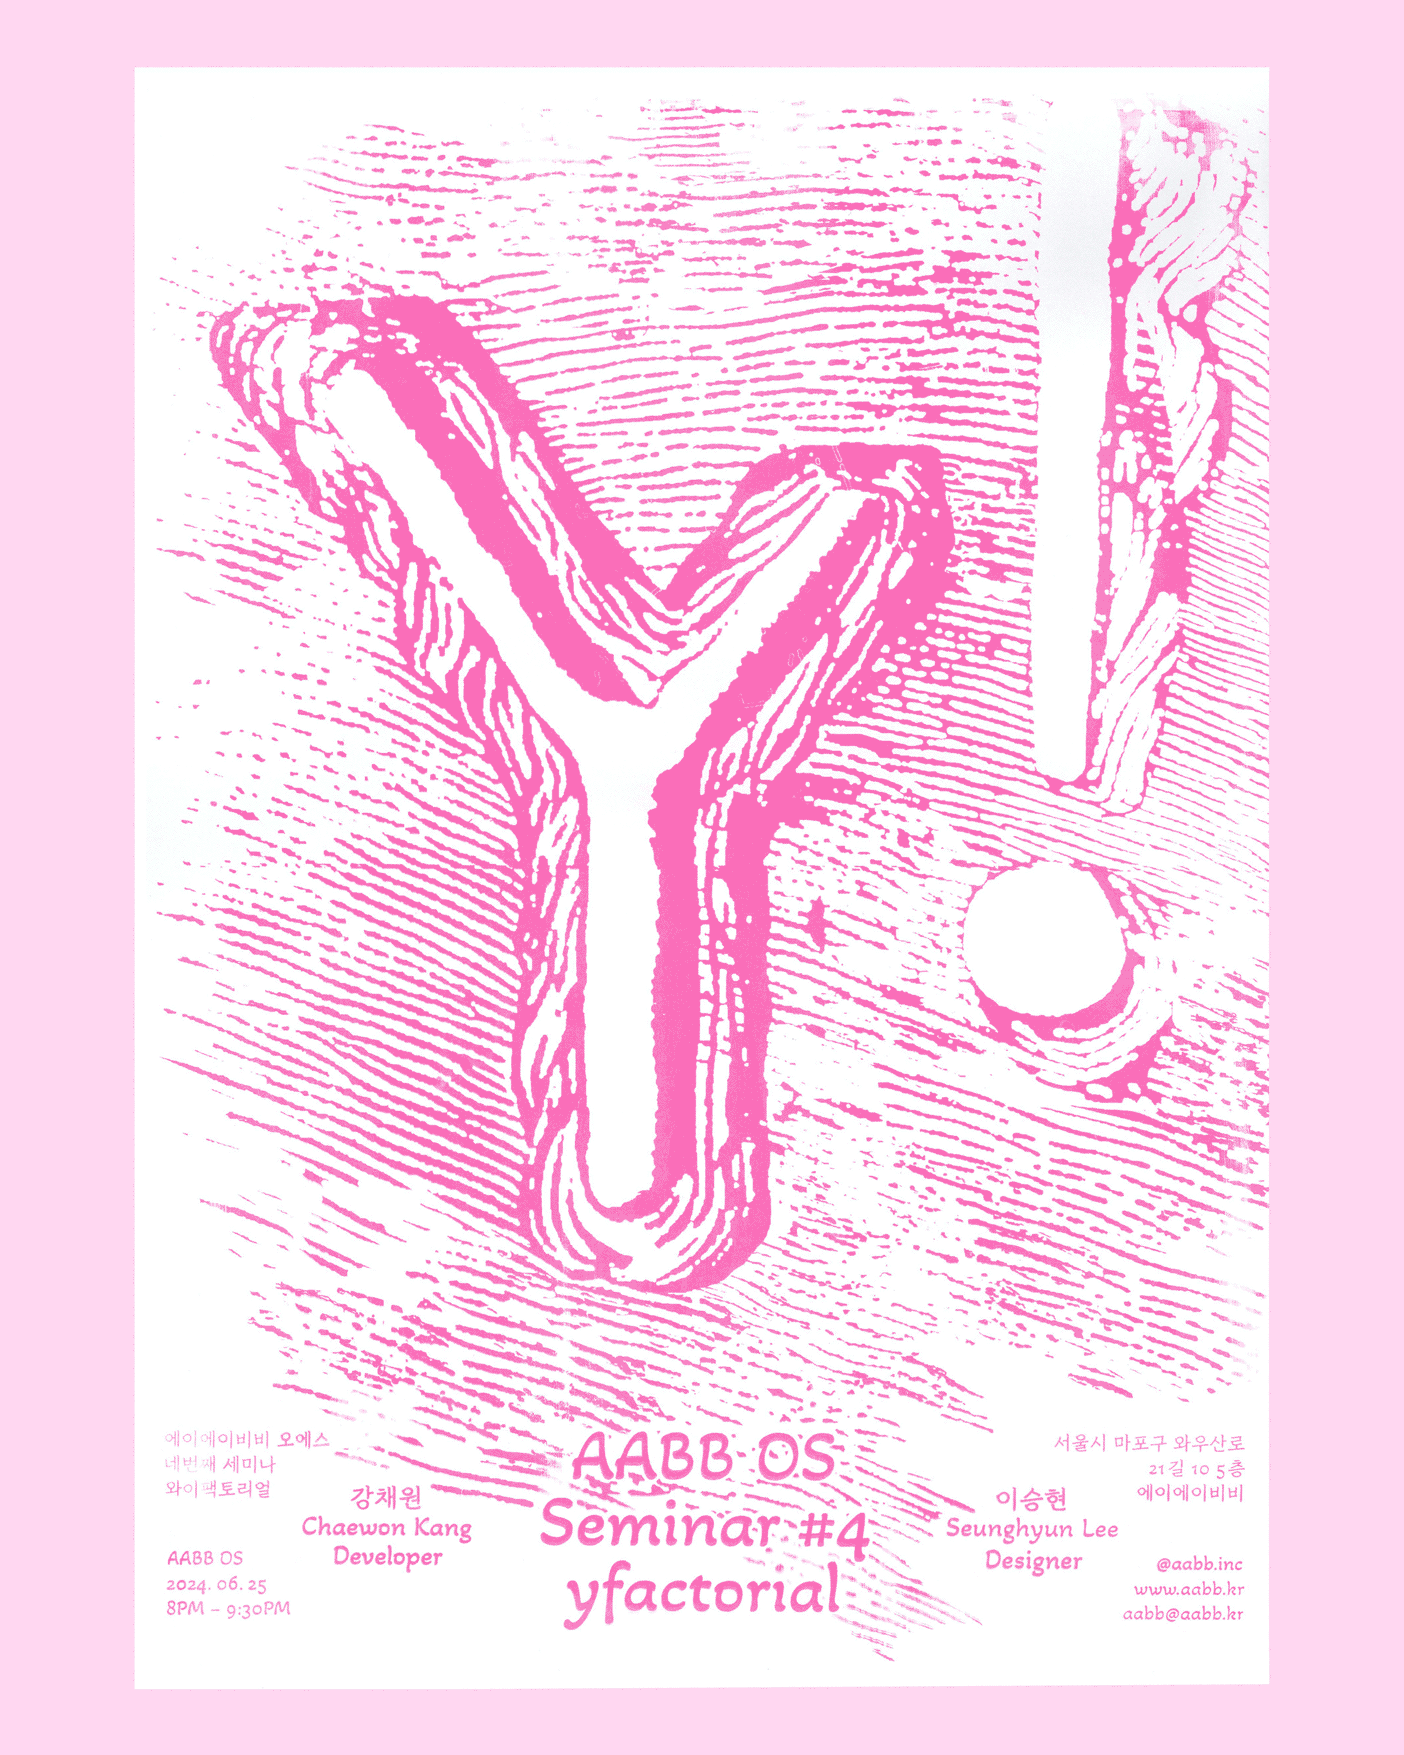 Y!
에이에이비비 오에스
네번째 세미나
와이팩토리얼
강채원
Chaewon Kang
Developer
AABB OS
2024. 06. 25
8PM – 9:30PM
AABB OS
Seminar #4
yfactorial
이승현
Seunghyun Lee
Designer
서울시 마포구 와우산로
21길 10 5층
에이에이비비
@aabb.inc
www.aabb.kr
aabb@aabb.kr